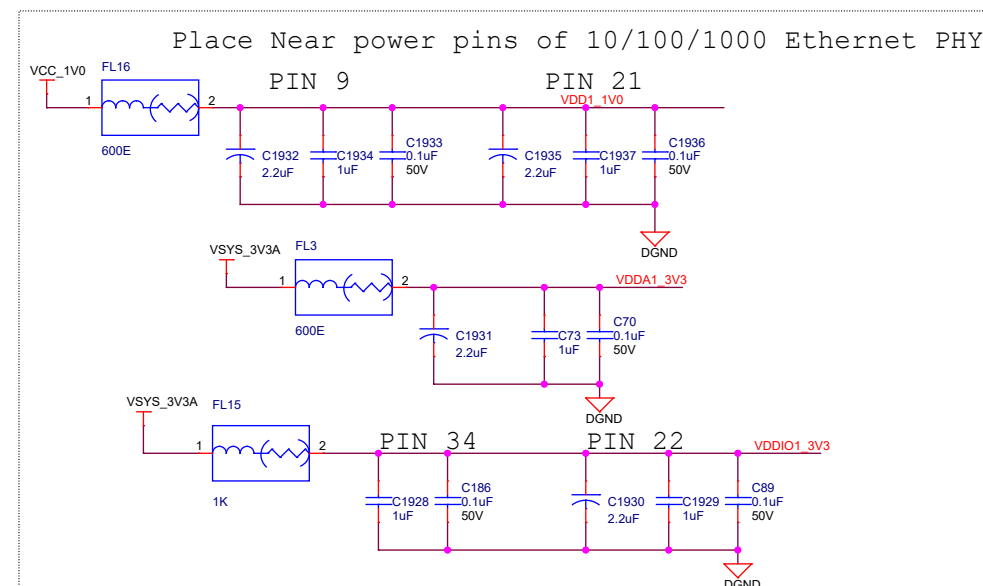 Place Near power pins of 10/100/1000 Ethernet PHY
VCC_1V0
FL16
PIN 9
PIN 21
1
2
VDD1_1V0
600E
C1932
2.2uF
C1934
1uF
C1933
0.1uF
50V
C1935
2.2uF
C1937
1uF
C1936
0.1uF
50V
DGND
VSYS_3V3A
FL3
1
2
VDDA1_3V3
600E
C1931
2.2uF
C73
1uF
C70
0.1uF
50V
DGND
VSYS_3V3A
FL15
PIN 34
PIN 22
1
2
VDDIO1_3V3
1K
C1928
1uF
C186
0.1uF
50V
C1930
2.2uF
C1929
1uF
C89
0.1uF
50V
DGND